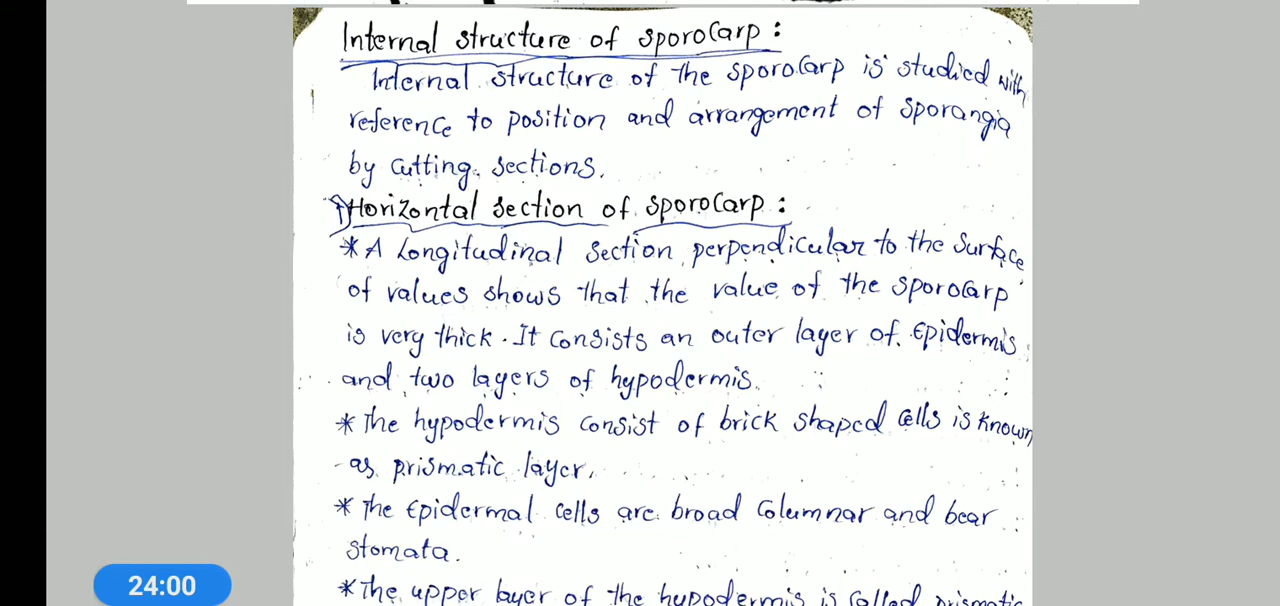 Internal structure of sporocarp :
Internal structure of the sporocarp is studied with
reference to position and arrangement of sporangia
by cutting sections.
1) Horizontal section of sporocarp :
* A Longitudinal section perpendicular to the surface
of values shows that the value of the sporocarp
is very thick. It consists an outer layer of Epidermis
and two layers of hypodermis.
* The hypodermis consist of brick shaped cells is known
as prismatic layer.
* The Epidermal cells are broad columnar and bear
stomata.
* The upper layer of the hypodermis is called prismatic
24:00